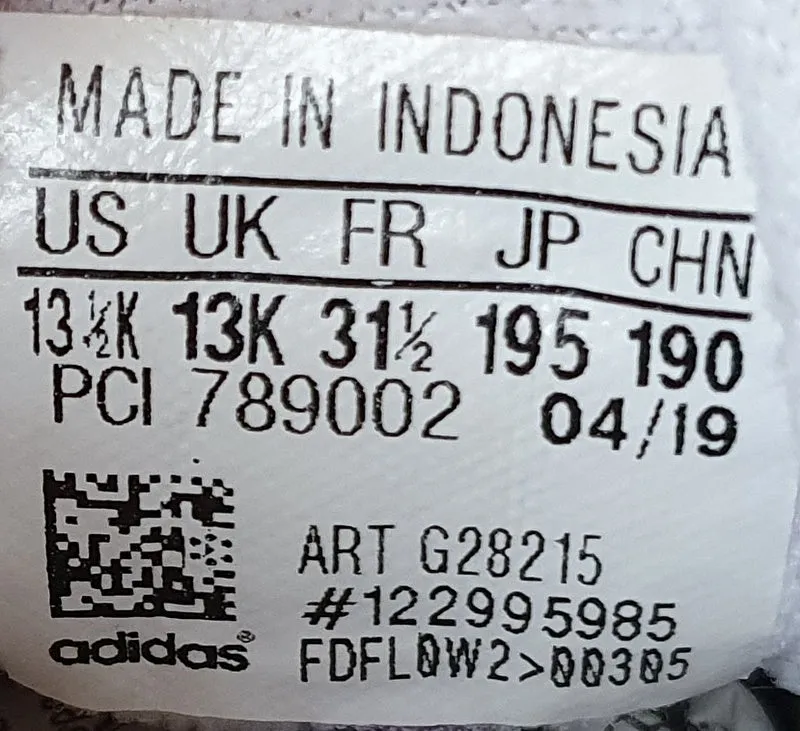 MADE IN INDONESIA
US UK FR JP CHN
13½K 13K 31½ 195 190
PCI 789002 04/19
ART G28215
#122995985
adidas® FDFL0W2>00305